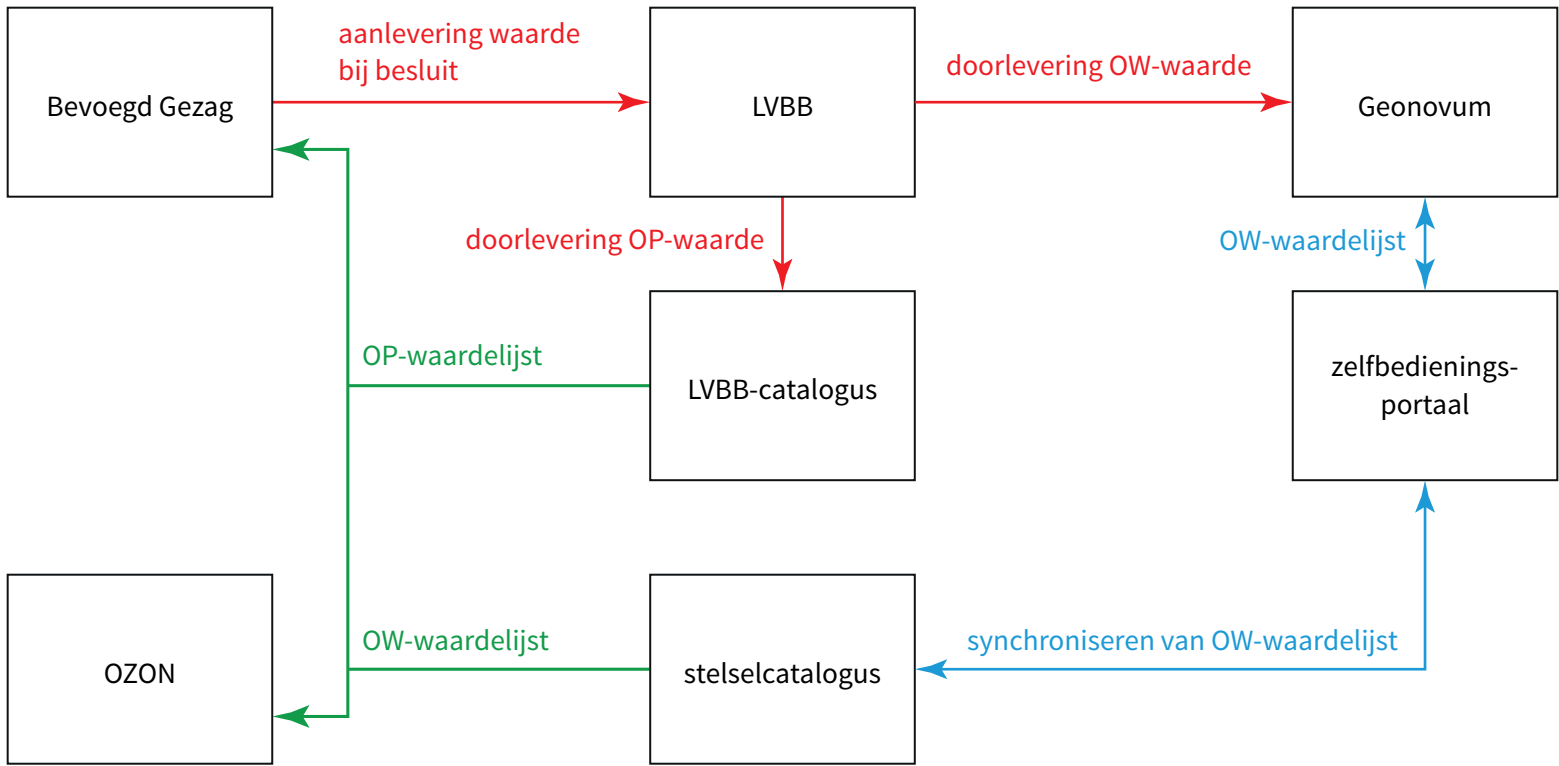 aanlevering waarde
bij besluit
doorlevering OW-waarde
Bevoegd Gezag
LVBB
Geonovum
doorlevering OP-waarde
OW-waardelijst
OP-waardelijst
LVBB-catalogus
zelfbedienings-
portaal
OW-waardelijst
synchroniseren van OW-waardelijst
OZON
stelselcatalogus